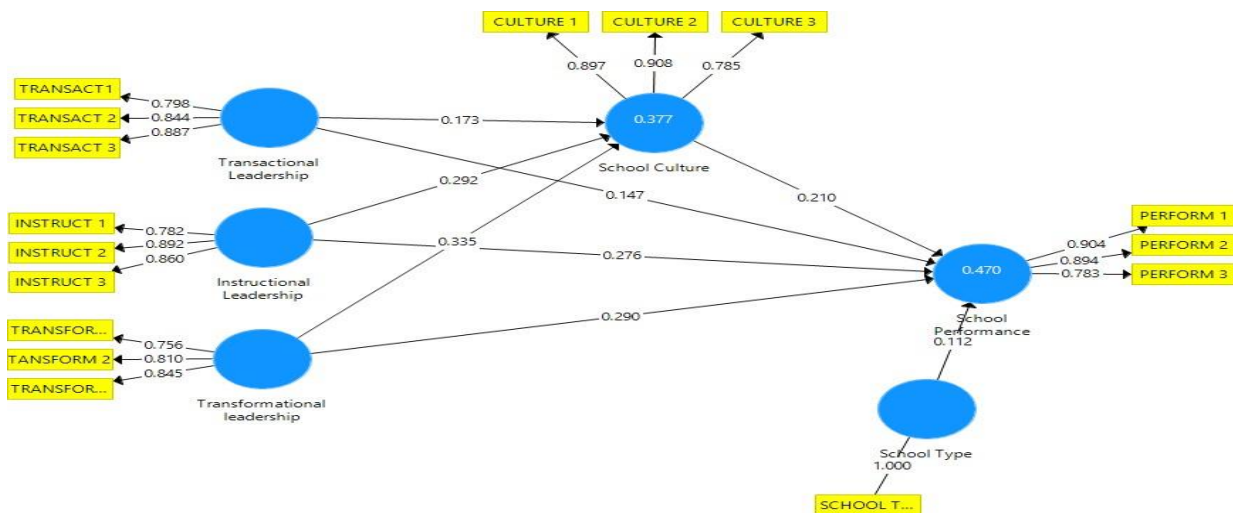 CULTURE 1
CULTURE 2
CULTURE 3
0.897
0.908
0.785
TRANSACT1
TRANSACT 2
TRANSACT 3
0.798
0.844
0.887
Transactional
Leadership
0.173
0.377
School Culture
0.292
0.147
0.210
INSTRUCT 1
INSTRUCT 2
INSTRUCT 3
0.782
0.892
0.860
Instructional
Leadership
0.335
0.276
0.470
School
Performance
0.904
0.894
0.783
PERFORM 1
PERFORM 2
PERFORM 3
TRANSFOR...
TANSFORM 2
TRANSFOR...
0.756
0.810
0.845
Transformational
leadership
0.290
0.112
School Type
1.000
SCHOOL T...